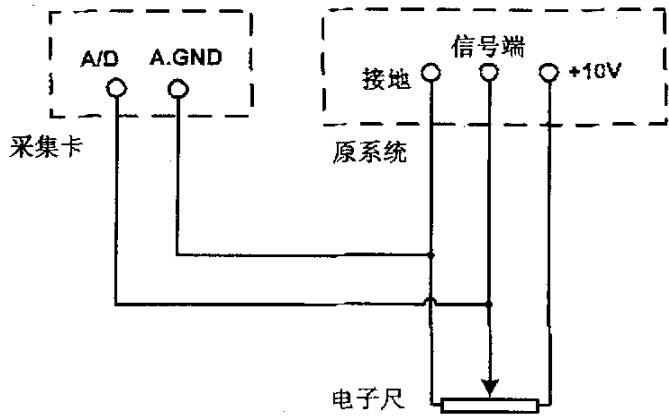 A/D A.GND
采集卡
接地 信号端 +10V
原系统
电子尺